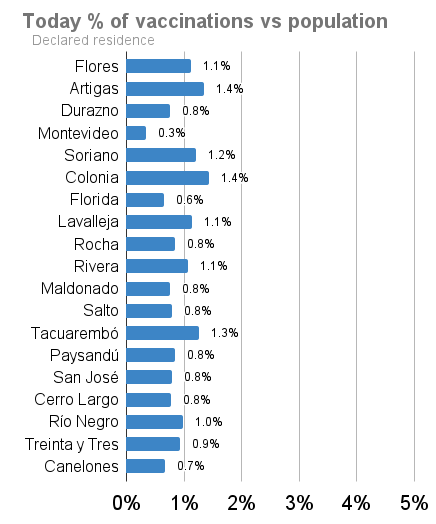 Today % of vaccinations vs population
Declared residence
Flores 1.1%
Artigas 1.4%
Durazno 0.8%
Montevideo 0.3%
Soriano 1.2%
Colonia 1.4%
Florida 0.6%
Lavalleja 1.1%
Rocha 0.8%
Rivera 1.1%
Maldonado 0.8%
Salto 0.8%
Tacuarembó 1.3%
Paysandú 0.8%
San José 0.8%
Cerro Largo 0.8%
Río Negro 1.0%
Treinta y Tres 0.9%
Canelones 0.7%
0% 1% 2% 3% 4% 5%